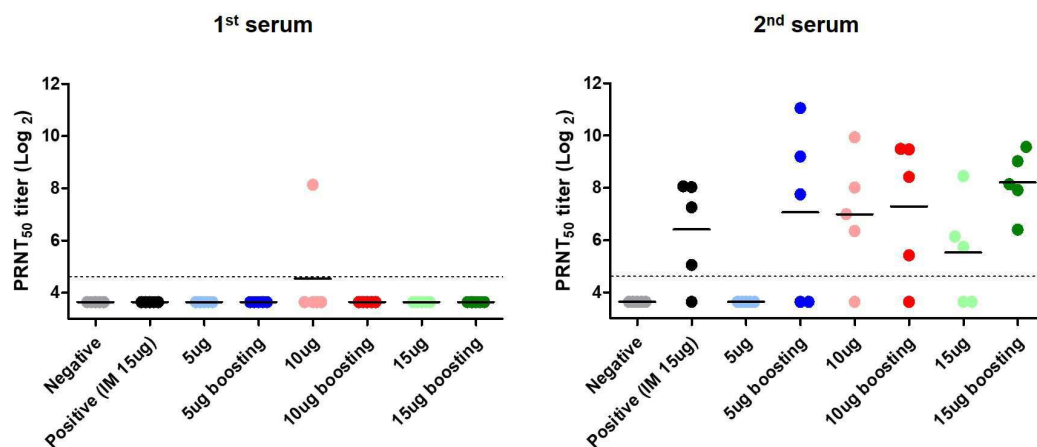 1st serum
PRNT50 titer (Log 2)
12
10
8
6
4
Negative
Positive (IM 15ug)
5ug
5ug boosting
10ug
10ug boosting
15ug
15ug boosting
2nd serum
PRNT50 titer (Log 2)
12
10
8
6
4
Negative
Positive (IM 15ug)
5ug
5ug boosting
10ug
10ug boosting
15ug
15ug boosting